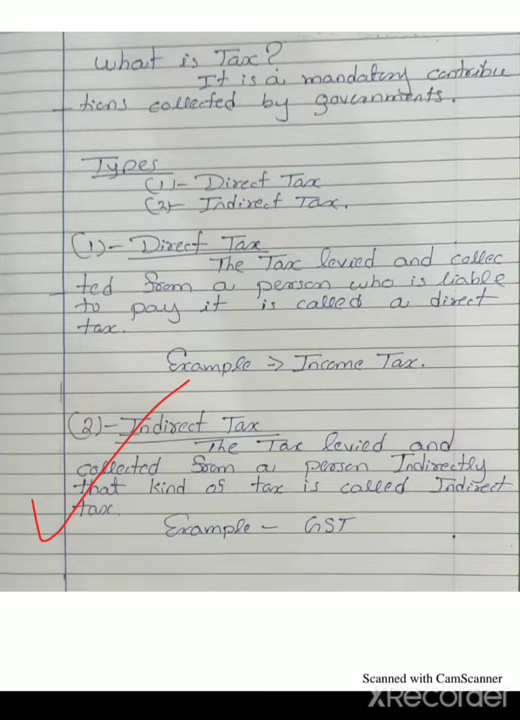 What is Tax?
It is a mandatory contribu
tions collected by governments.
Types
(1)- Direct Tax
(2)- Indirect Tax.
(1)- Direct Tax
The Tax levied and collec
ted from a person who is liable
to pay it is called a direct
tax.
Example => Income Tax.
(2)- Indirect Tax
The Tax levied and
collected from a person Indirectly
that kind of tax is called Indirect
tax.
Example - GST
Scanned with CamScanner
XRecorder